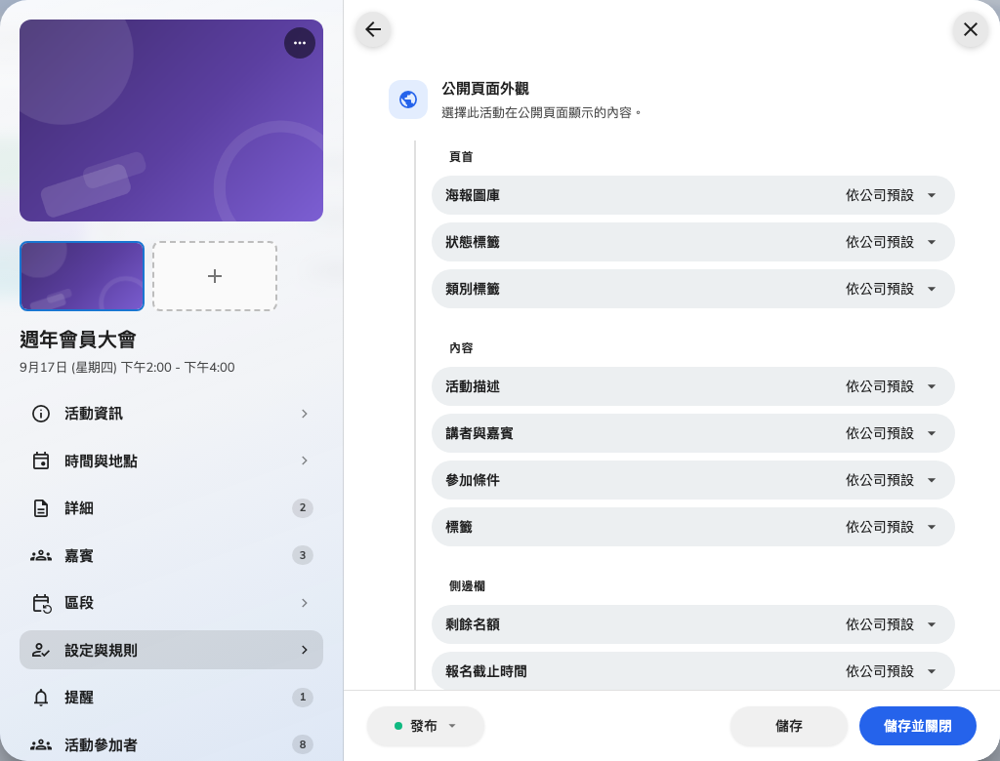 週年會員大會
9月17日 (星期四) 下午2:00 - 下午4:00
活動資訊
時間與地點
詳細 2
嘉賓 3
區段
設定與規則
提醒 1
活動參加者 8
公開頁面外觀
選擇此活動在公開頁面顯示的內容。
頁首
海報圖庫 依公司預設
狀態標籤 依公司預設
類別標籤 依公司預設
內容
活動描述 依公司預設
講者與嘉賓 依公司預設
參加條件 依公司預設
標籤 依公司預設
側邊欄
剩餘名額 依公司預設
報名截止時間 依公司預設
發布 儲存 儲存並關閉